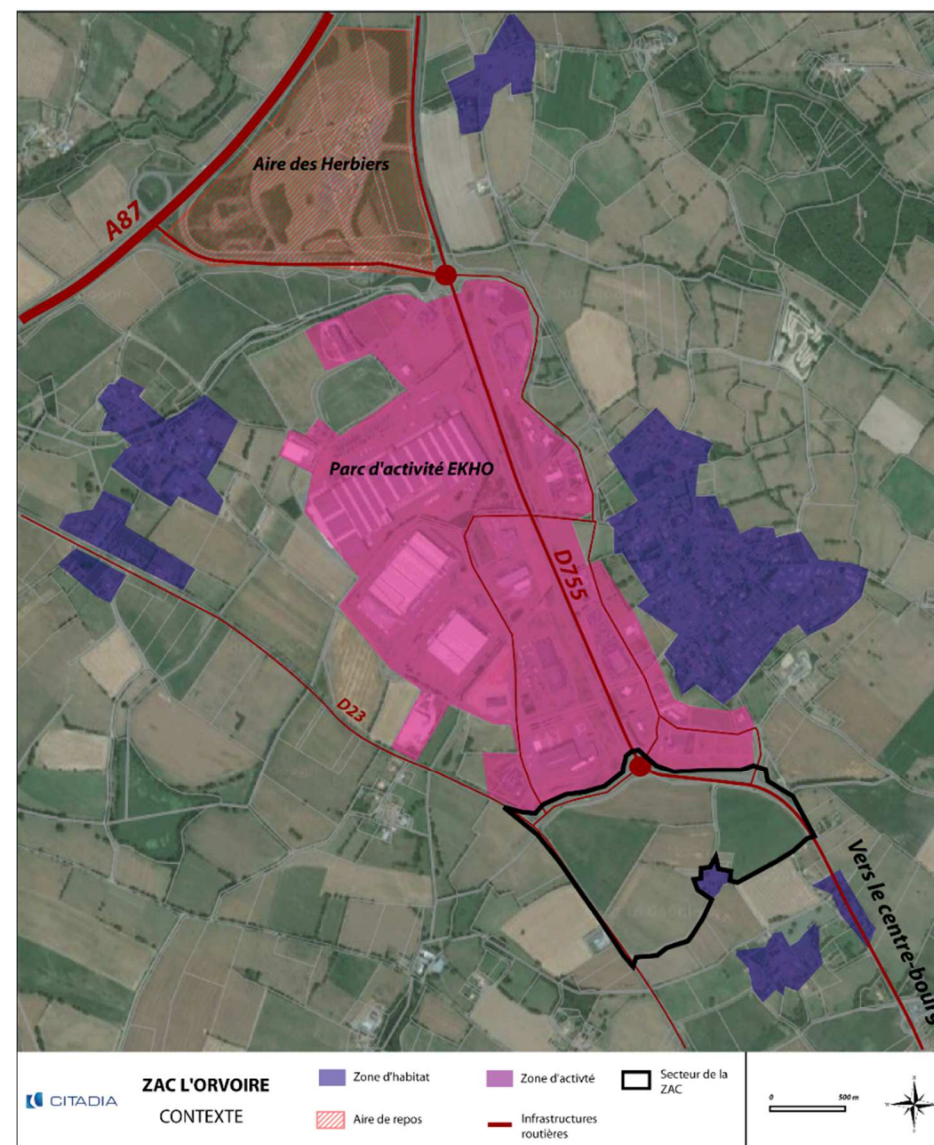 Aire des Herbiers
A87
Parc d'activité EKHO
D755
D23
Vers le centre-bourg
CITADIA
ZAC L'ORVOIRE
CONTEXTE
Zone d'habitat
Aire de repos
Zone d'activté
Infrastructures
routières
Secteur de la
ZAC
0
500 m